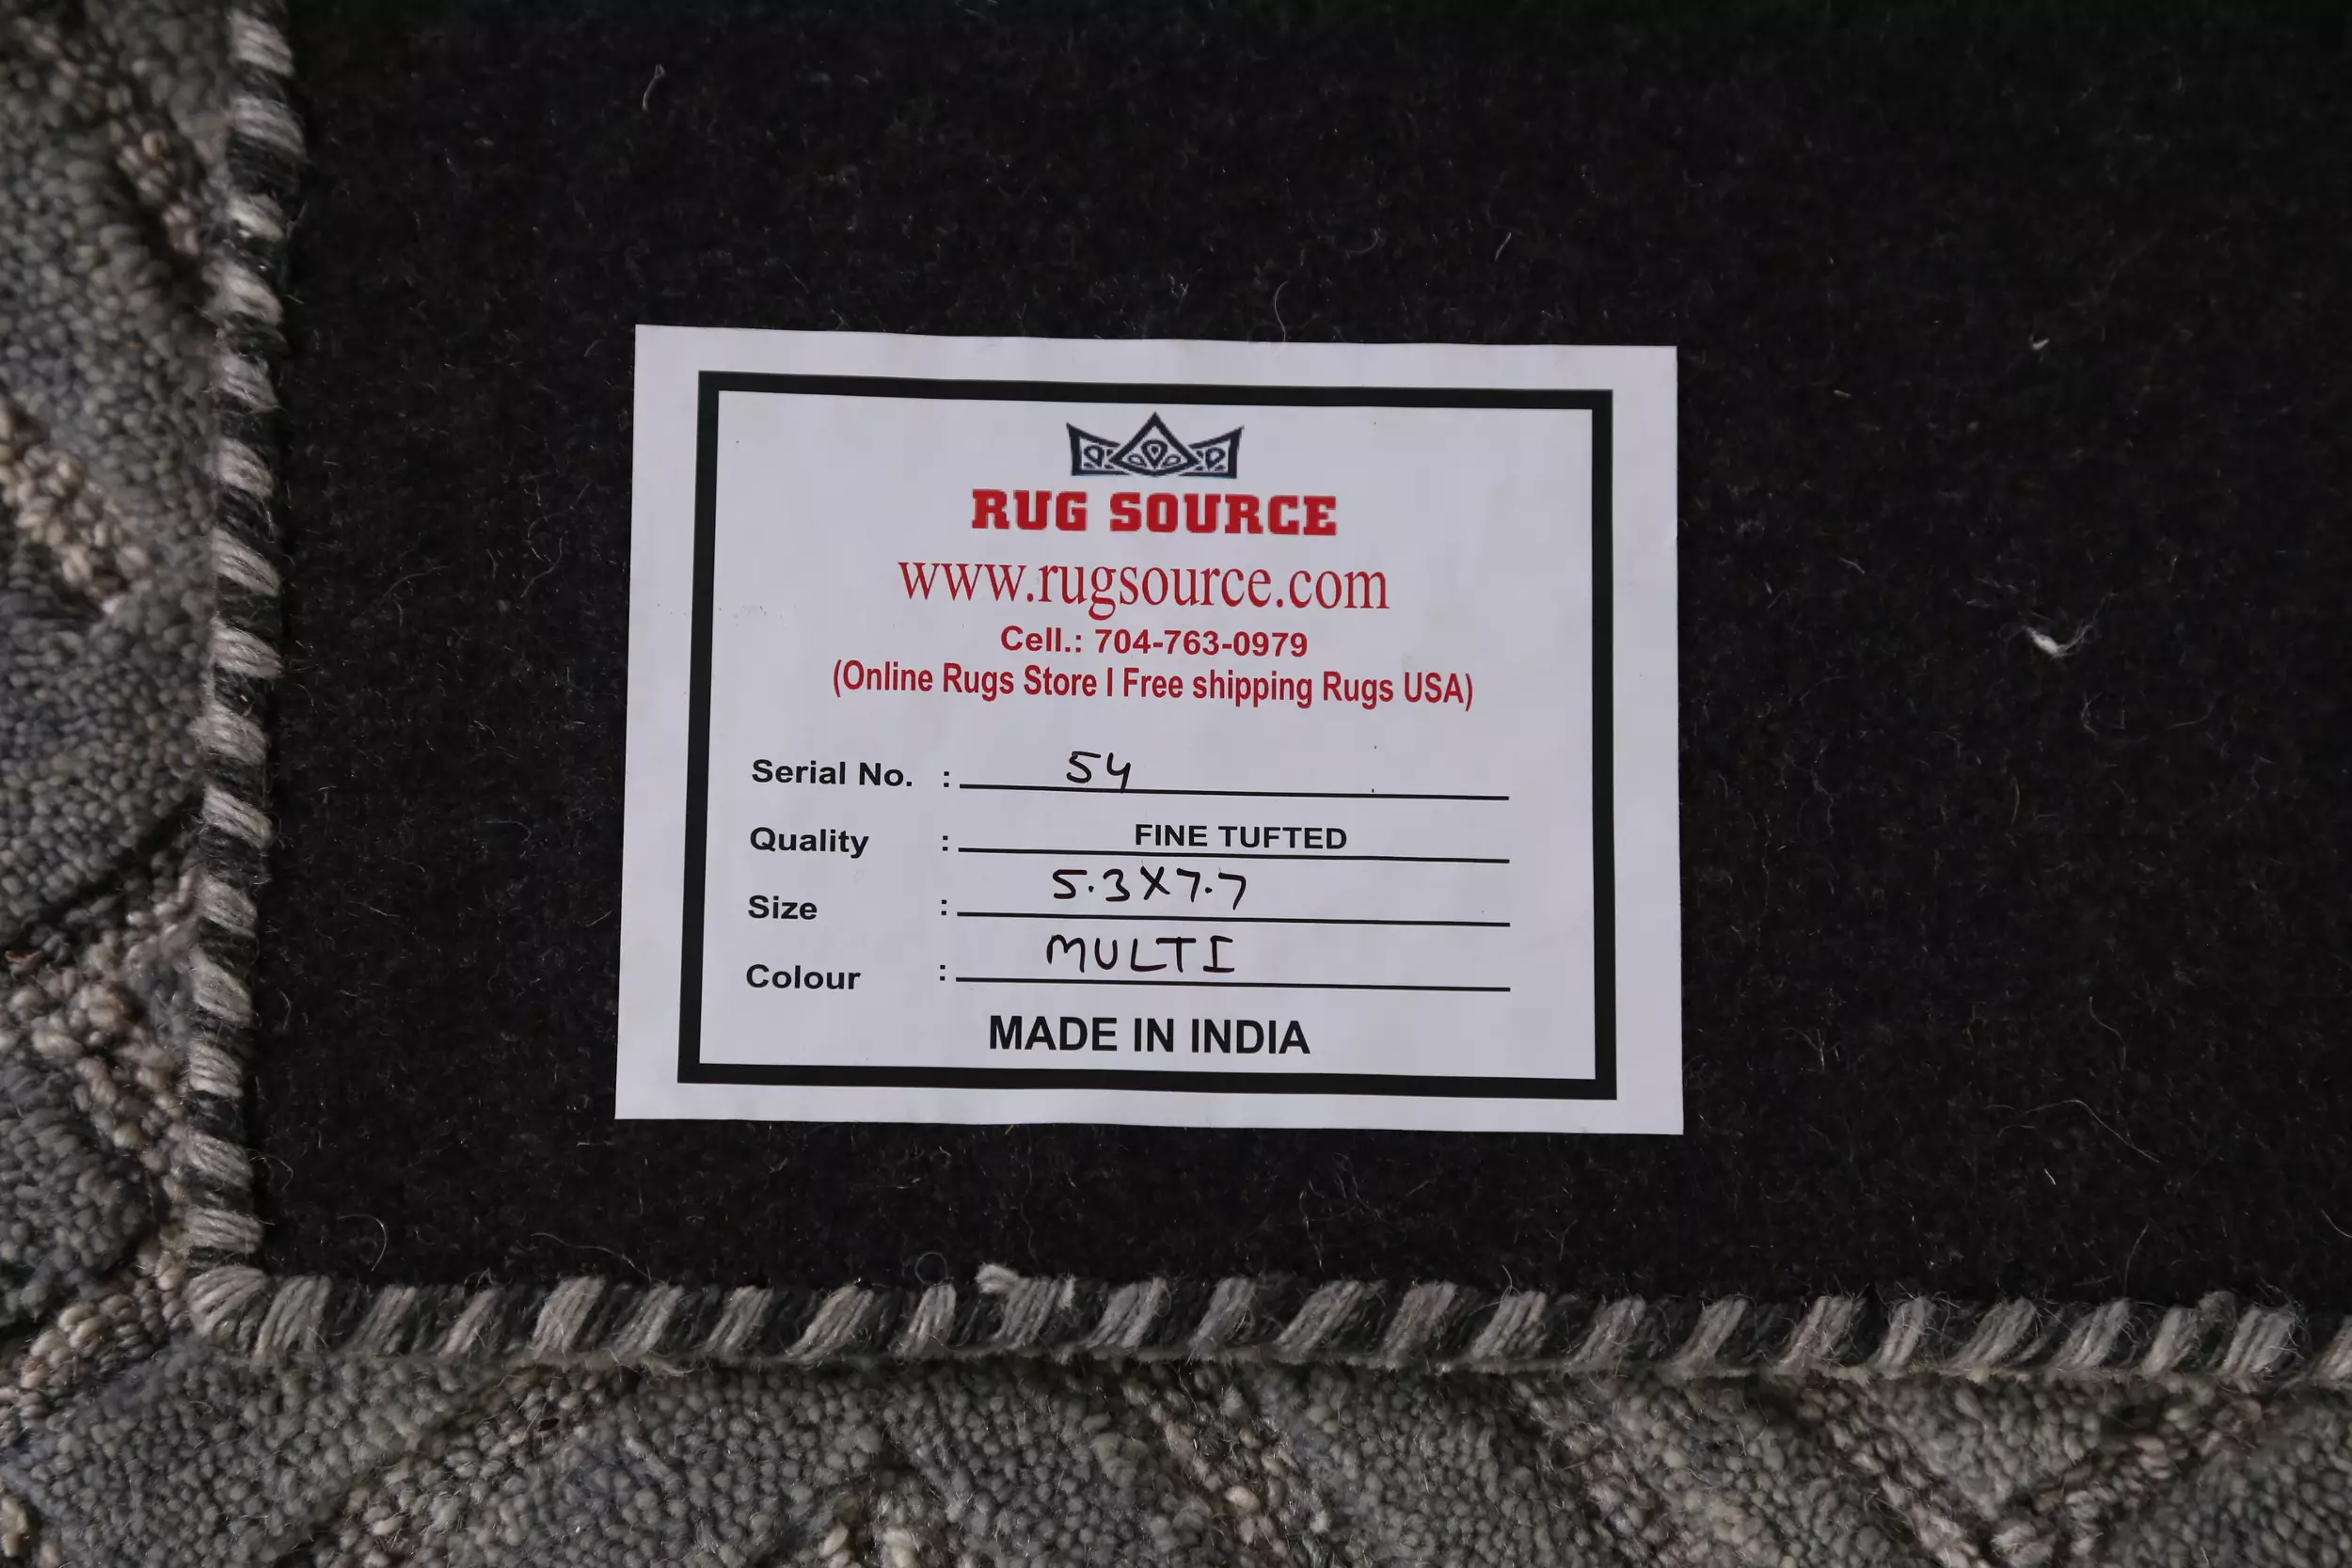 RUG SOURCE
www.rugsource.com
Cell.: 704-763-0979
(Online Rugs Store I Free shipping Rugs USA)
Serial No. : 54
Quality : FINE TUFTED
Size : 5.3X7.7
Colour : MULTI
MADE IN INDIA